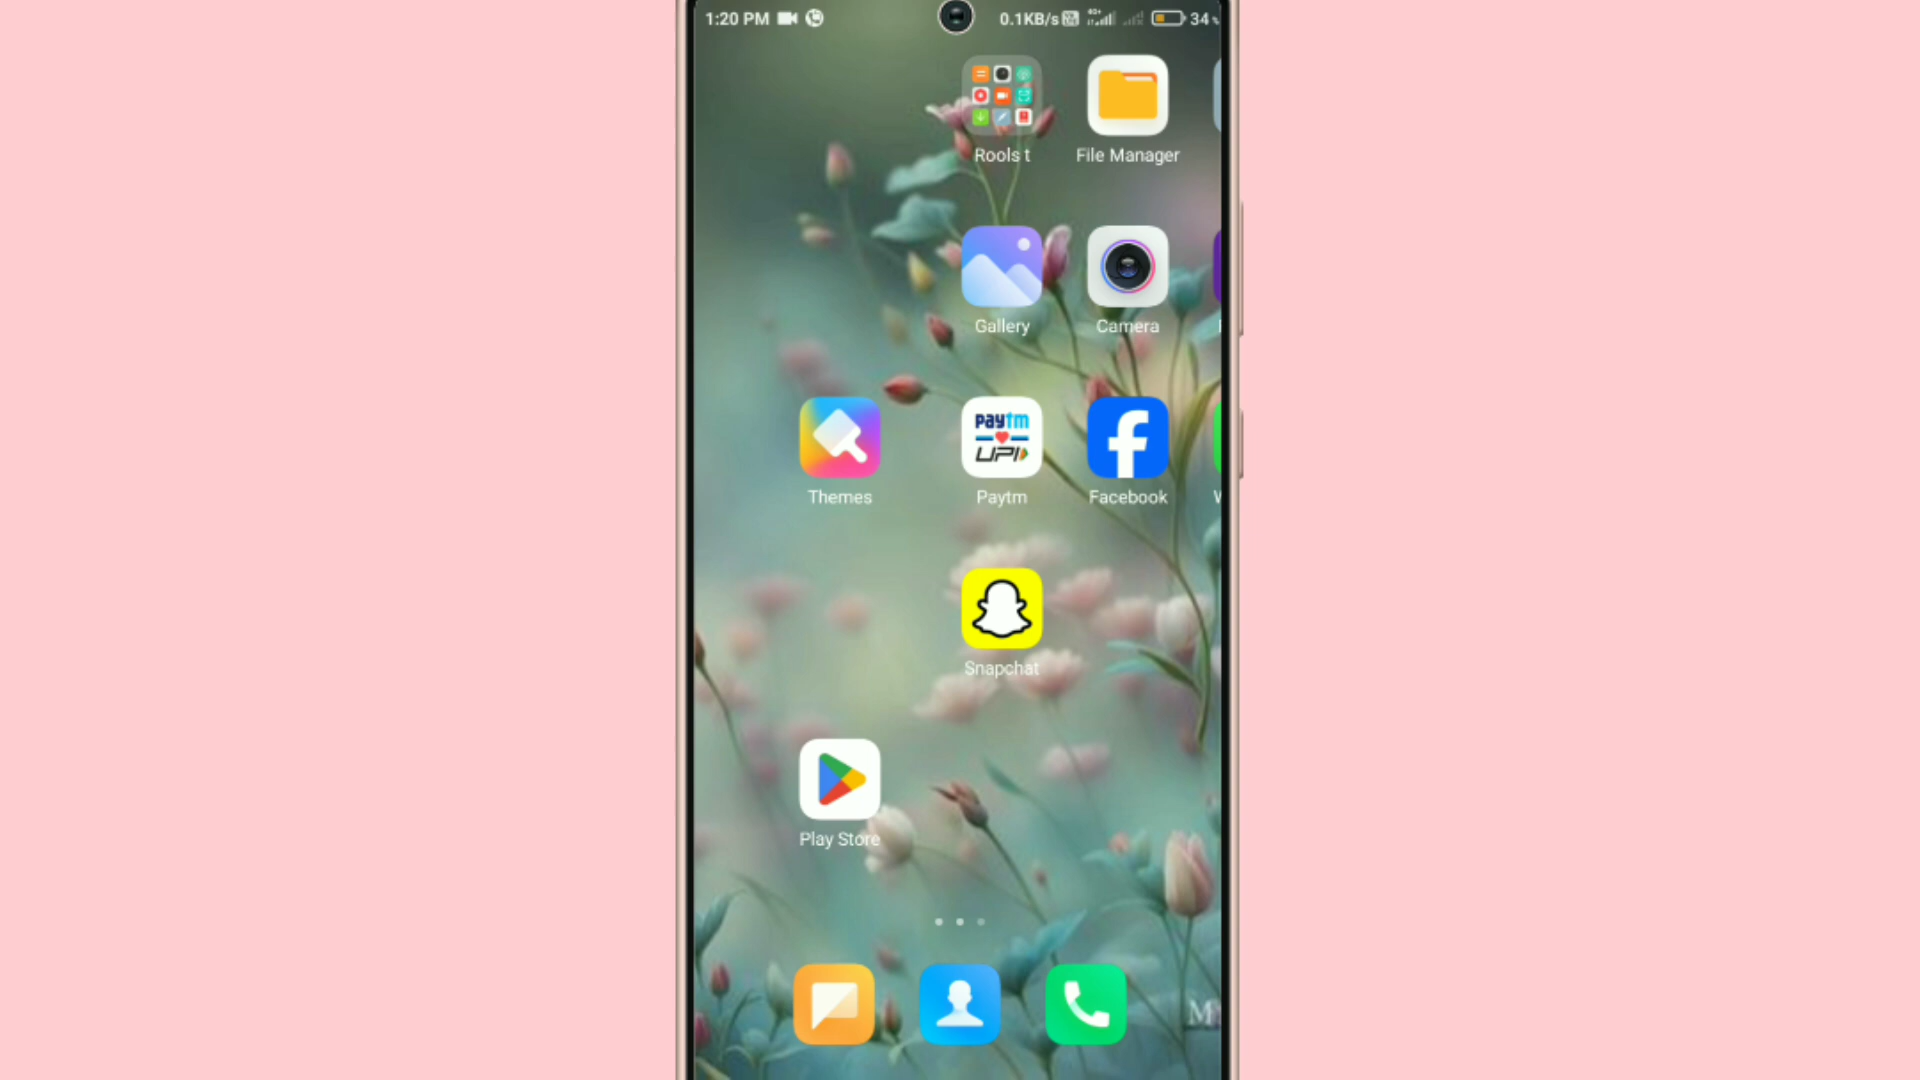 1:20 PM 0.1KB/s 4G+ 34
Rools t File Manager
Gallery Camera
paytm
UPI
Themes Paytm Facebook
Snapchat
Play Store